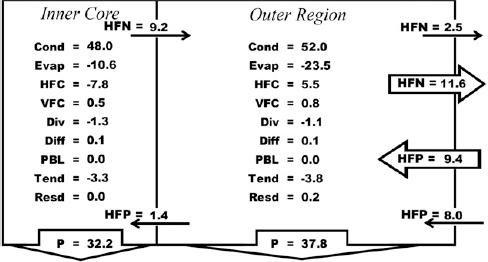 Inner Core
Outer Region
HFN = 9.2
HFN = 2.5
Cond = 48.0
Evap = -10.6
HFC = -7.8
VFC = 0.5
Div = -1.3
Diff = 0.1
PBL = 0.0
Tend = -3.3
Resd = 0.0
Cond = 52.0
Evap = -23.5
HFC = 5.5
VFC = 0.8
Div = -1.1
Diff = 0.1
PBL = 0.0
Tend = -3.8
Resd = 0.2
HFN = 11.6
HFP = 9.4
HFP = 1.4
HFP = 8.0
P = 32.2
P = 37.8